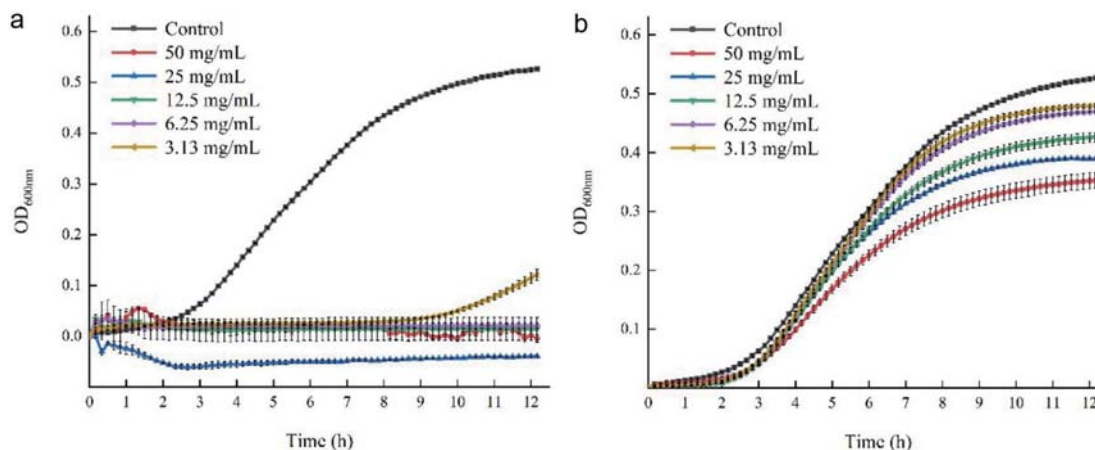 a
Control
50 mg/mL
25 mg/mL
12.5 mg/mL
6.25 mg/mL
3.13 mg/mL
0.6
0.5
0.4
0.3
0.2
0.1
0.0
OD600nm
0 1 2 3 4 5 6 7 8 9 10 11 12
Time (h)
b
Control
50 mg/mL
25 mg/mL
12.5 mg/mL
6.25 mg/mL
3.13 mg/mL
0.6
0.5
0.4
0.3
0.2
0.1
OD600nm
0 1 2 3 4 5 6 7 8 9 10 11 12
Time (h)